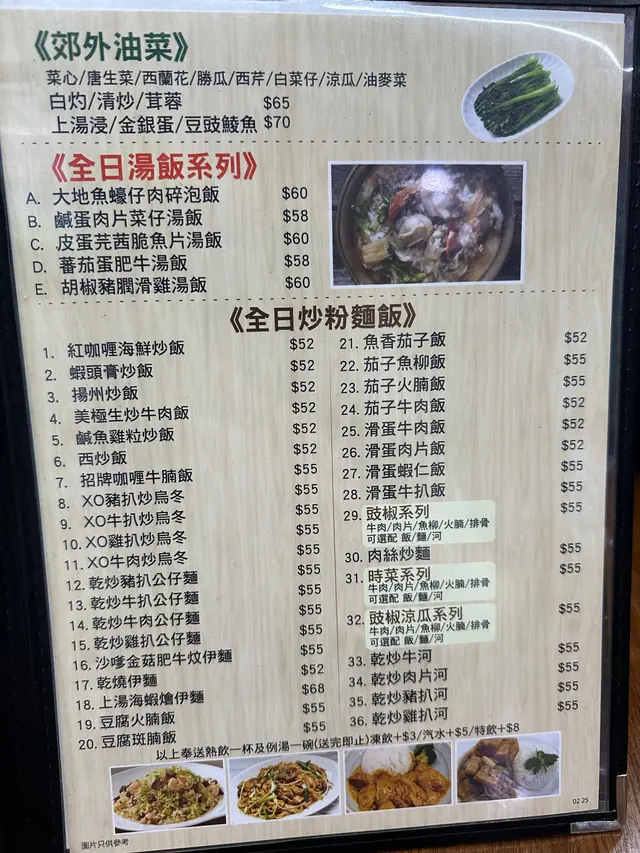 《郊外油菜》
菜心/唐生菜/西蘭花/勝瓜/西芹/白菜仔/涼瓜/油麥菜
白灼/清炒/茸蓉 $65
上湯浸/金銀蛋/豆豉鯪魚 $70
《全日湯飯系列》
A. 大地魚蠔仔肉碎泡飯 $60
B. 鹹蛋肉片菜仔湯飯 $58
C. 皮蛋芫茜脆魚片湯飯 $60
D. 蕃茄蛋肥牛湯飯 $58
E. 胡椒豬膶滑雞湯飯 $60
《全日炒粉麵飯》
1. 紅咖喱海鮮炒飯 $52
2. 蝦頭膏炒飯 $52
3. 揚州炒飯 $52
4. 美極生炒牛肉飯 $52
5. 鹹魚雞粒炒飯 $52
6. 西炒飯 $52
7. 招牌咖喱牛腩飯 $55
8. XO豬扒炒烏冬 $55
9. XO牛扒炒烏冬 $55
10. XO雞扒炒烏冬 $55
11. XO牛肉炒烏冬 $55
12. 乾炒豬扒公仔麵 $55
13. 乾炒牛扒公仔麵 $55
14. 乾炒牛肉公仔麵 $55
15. 乾炒雞扒公仔麵 $55
16. 沙嗲金菇肥牛炆伊麵 $55
17. 乾燒伊麵 $52
18. 上湯海蝦燴伊麵 $68
19. 豆腐火腩飯 $55
20. 豆腐斑腩飯 $55
21. 魚香茄子飯 $52
22. 茄子魚柳飯 $55
23. 茄子火腩飯 $55
24. 茄子牛肉飯 $52
25. 滑蛋牛肉飯 $52
26. 滑蛋肉片飯 $52
27. 滑蛋蝦仁飯 $55
28. 滑蛋牛扒飯 $55
29. 豉椒系列 $55
牛肉/肉片/魚柳/火腩/排骨
可選配 飯/麵/河
30. 肉絲炒麵 $55
31. 時菜系列 $55
牛肉/肉片/魚柳/火腩/排骨
可選配 飯/麵/河
32. 豉椒涼瓜系列 $55
牛肉/肉片/魚柳/火腩/排骨
可選配 飯/麵/河
33. 乾炒牛河 $55
34. 乾炒肉片河 $55
35. 乾炒豬扒河 $55
36. 乾炒雞扒河 $55
以上奉送熱飲一杯及例湯一碗(送完即止)凍飲+$3/汽水+$5/特飲+$8
圖片只供參考
02 25